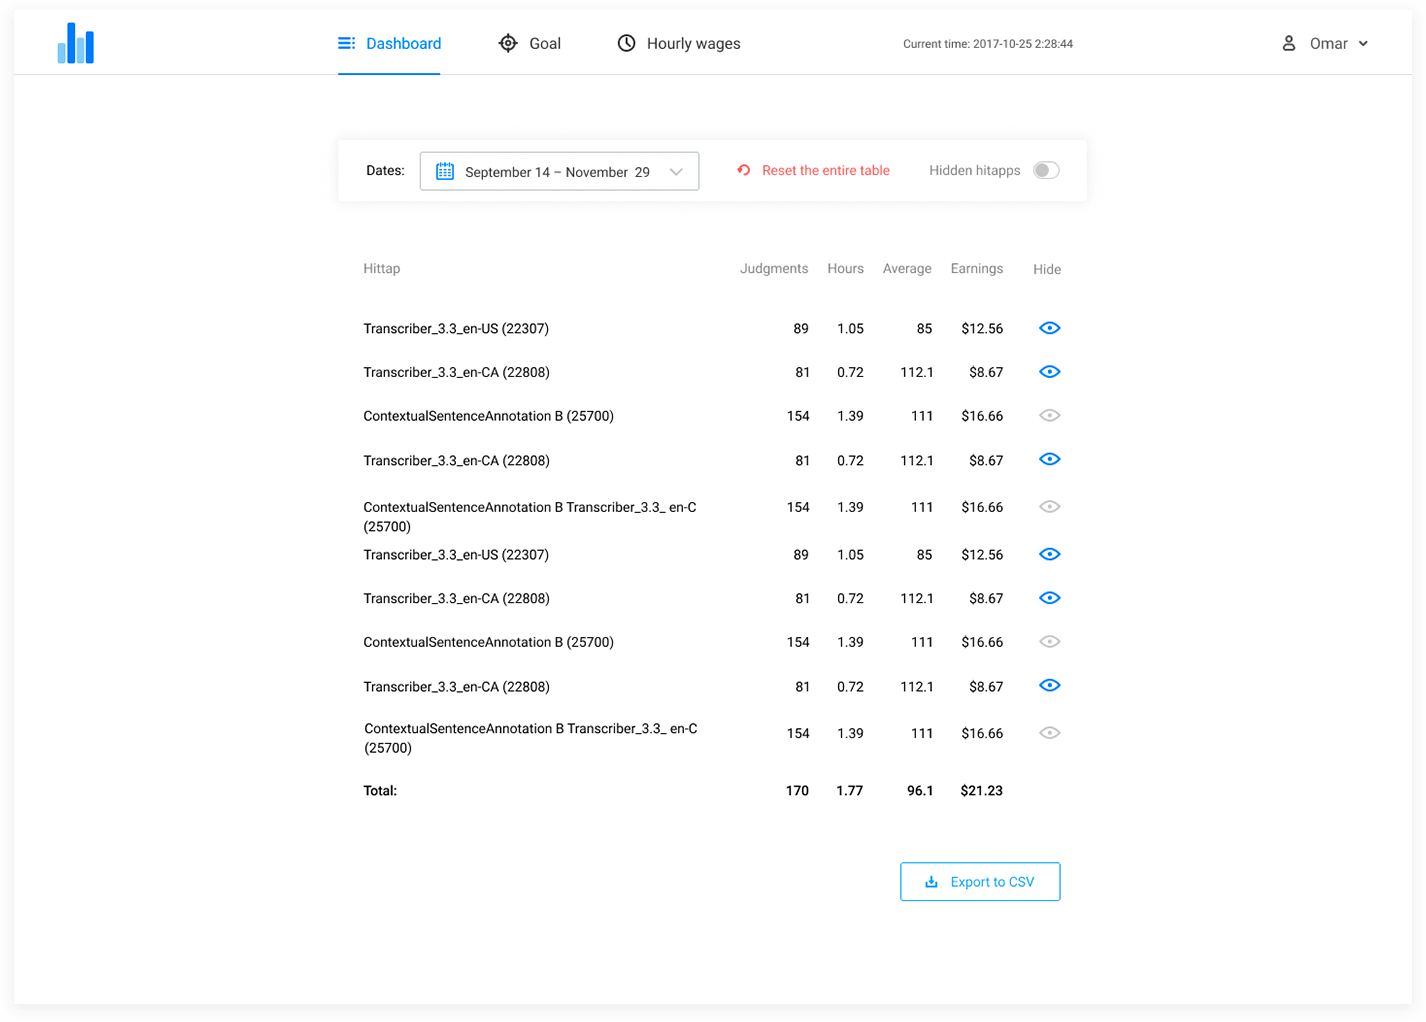 Dashboard Goal Hourly wages Current time: 2017-10-25 2:28:44 Omar
Dates: September 14 – November 29 Reset the entire table Hidden hitapps
Hittap Judgments Hours Average Earnings Hide
Transcriber_3.3_en-US (22307) 89 1.05 85 $12.56
Transcriber_3.3_en-CA (22808) 81 0.72 112.1 $8.67
ContextualSentenceAnnotation B (25700) 154 1.39 111 $16.66
Transcriber_3.3_en-CA (22808) 81 0.72 112.1 $8.67
ContextualSentenceAnnotation B Transcriber_3.3_ en-C 154 1.39 111 $16.66
(25700)
Transcriber_3.3_en-US (22307) 89 1.05 85 $12.56
Transcriber_3.3_en-CA (22808) 81 0.72 112.1 $8.67
ContextualSentenceAnnotation B (25700) 154 1.39 111 $16.66
Transcriber_3.3_en-CA (22808) 81 0.72 112.1 $8.67
ContextualSentenceAnnotation B Transcriber_3.3_ en-C 154 1.39 111 $16.66
(25700)
Total: 170 1.77 96.1 $21.23
Export to CSV